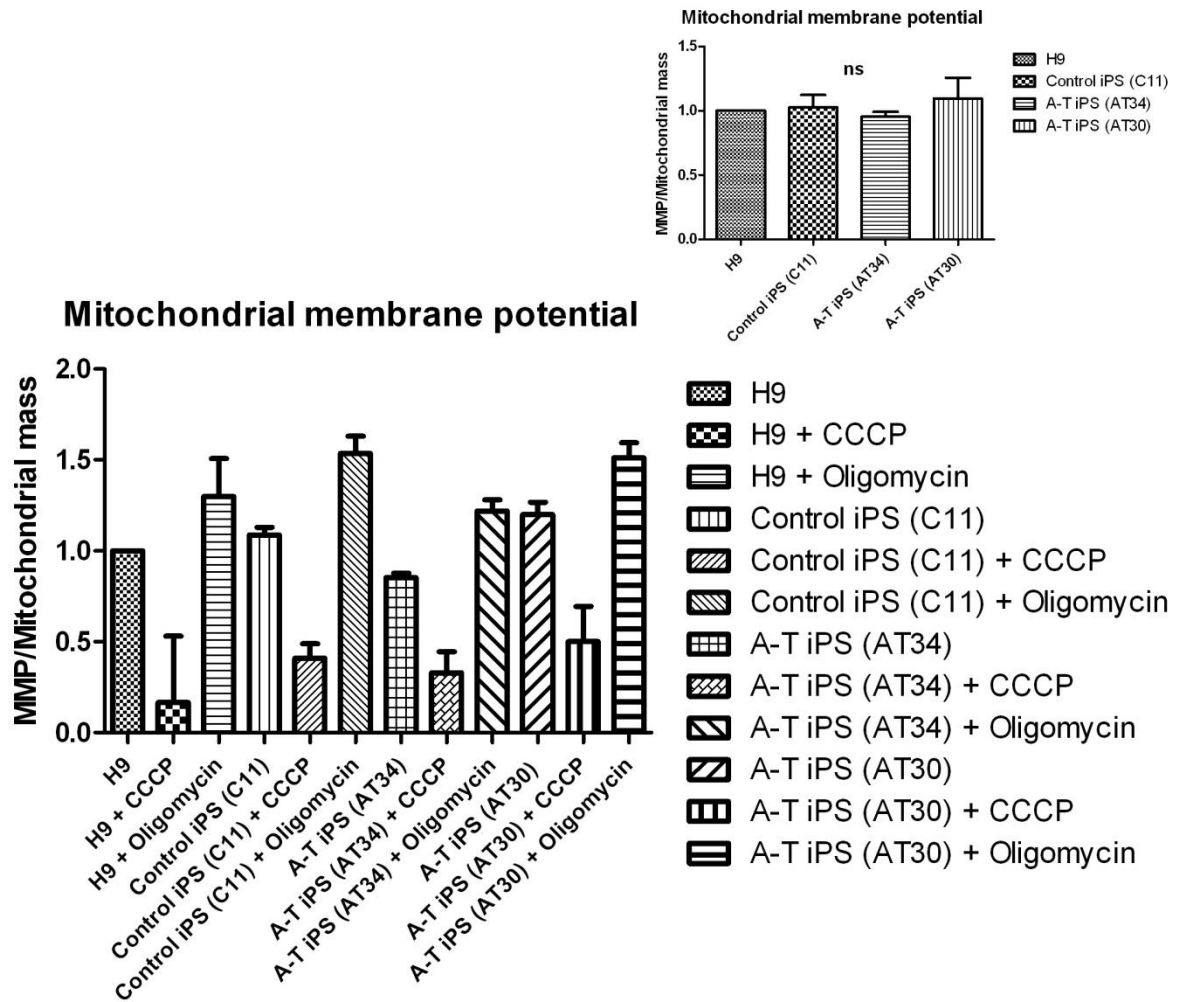 Mitochondrial membrane potential
MMP/Mitochondrial mass
1.5
1.0
0.5
0.0
ns
H9
Control iPS (C11)
A-T iPS (AT34)
A-T iPS (AT30)
H9
Control iPS (C11)
A-T iPS (AT34)
A-T iPS (AT30)
Mitochondrial membrane potential
MMP/Mitochondrial mass
2.0
1.5
1.0
0.5
0.0
H9
H9 + CCCP
H9 + Oligomycin
Control iPS (C11)
Control iPS (C11) + CCCP
Control iPS (C11) + Oligomycin
A-T iPS (AT34)
A-T iPS (AT34) + CCCP
A-T iPS (AT34) + Oligomycin
A-T iPS (AT30)
A-T iPS (AT30) + CCCP
A-T iPS (AT30) + Oligomycin
H9
H9 + CCCP
H9 + Oligomycin
Control iPS (C11)
Control iPS (C11) + CCCP
Control iPS (C11) + Oligomycin
A-T iPS (AT34)
A-T iPS (AT34) + CCCP
A-T iPS (AT34) + Oligomycin
A-T iPS (AT30)
A-T iPS (AT30) + CCCP
A-T iPS (AT30) + Oligomycin